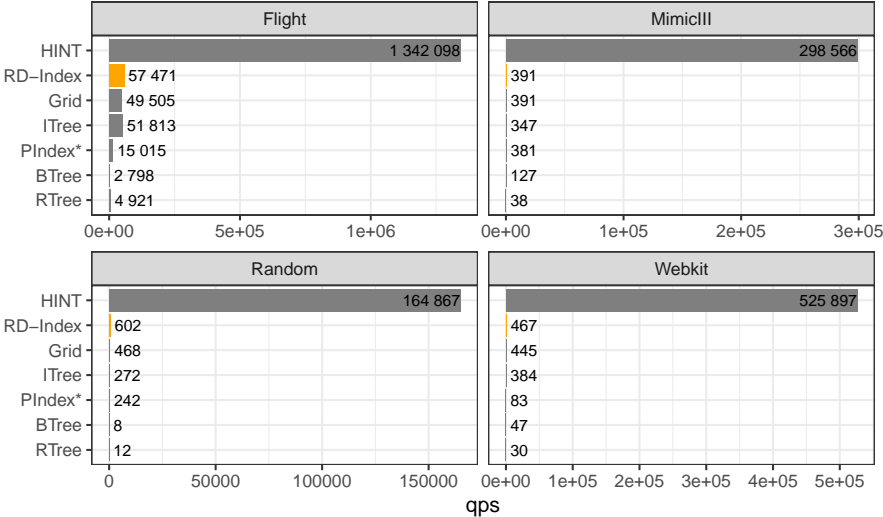 Flight MimicIII
HINT 1 342 098 298 566
RD−Index 57 471 391
Grid 49 505 391
ITree 51 813 347
PIndex* 15 015 381
BTree 2 798 127
RTree 4 921 38
0e+00 5e+05 1e+06 0e+00 1e+05 2e+05 3e+05
Random Webkit
HINT 164 867 525 897
RD−Index 602 467
Grid 468 445
ITree 272 384
PIndex* 242 83
BTree 8 47
RTree 12 30
0 50000 100000 150000 0e+00 1e+05 2e+05 3e+05 4e+05 5e+05
qps